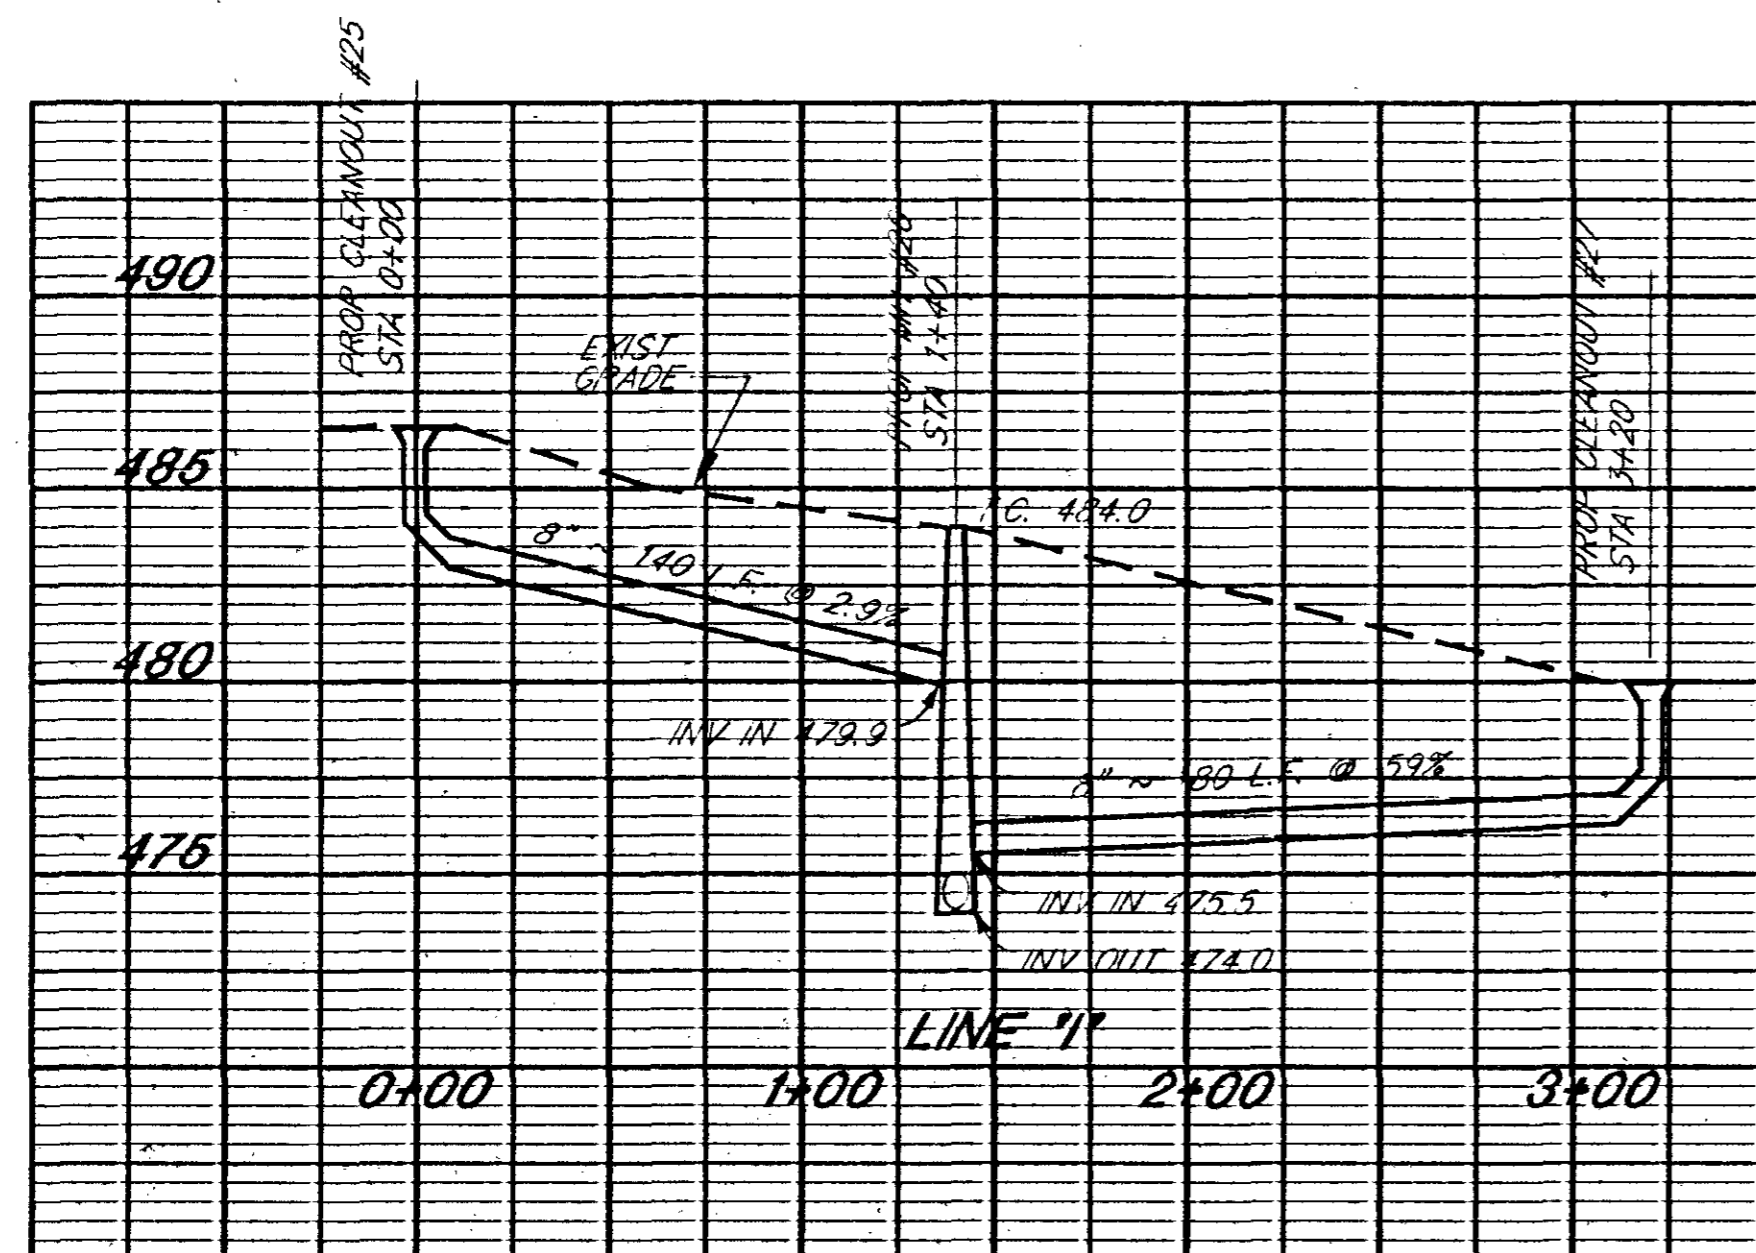 PROP CLEANOUT #25
STA 0+00
490
485
480
475
EXIST
GRADE
8" ~ 140 L.F. @ 2.9%
STA 1+40
T.C. 484.0
PROP CLEANOUT #27
STA 3+20
INV IN 479.9
8" ~ 180 L.F. @ .59%
INV IN 475.5
INV OUT 474.0
LINE "I"
0+00
1+00
2+00
3+00